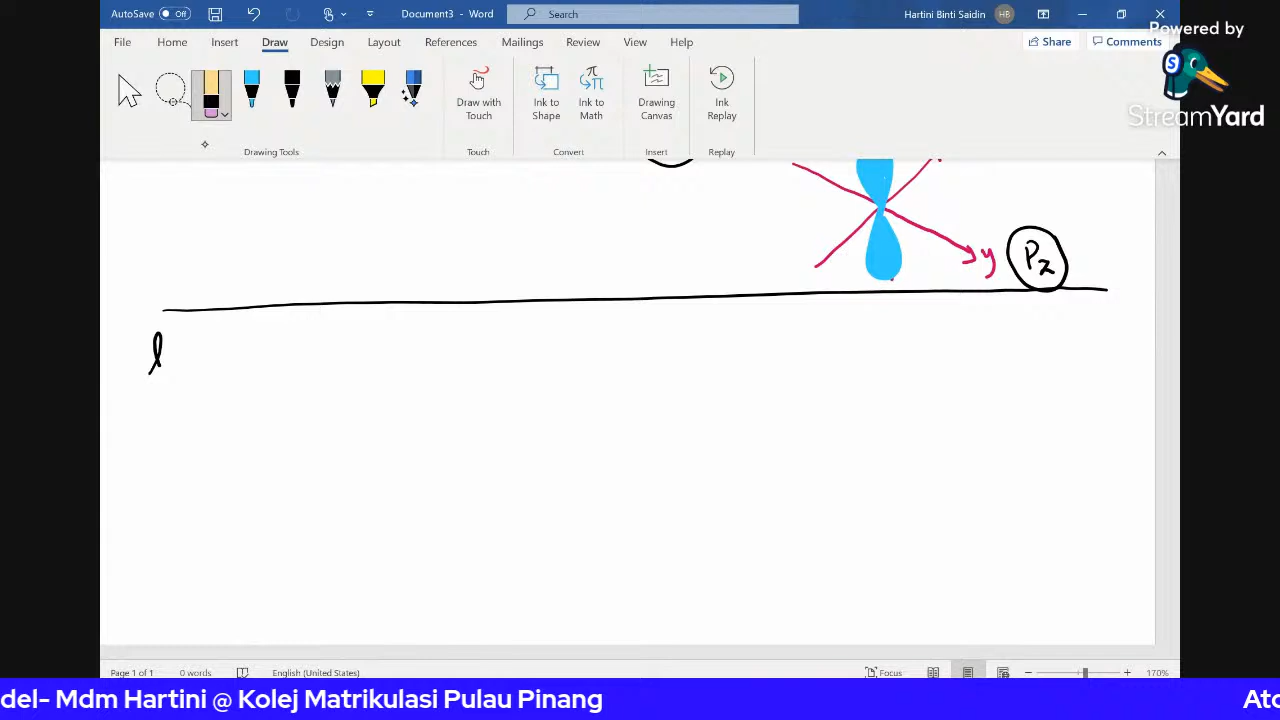 AutoSave Off
Document3 - Word
Search
Hartini Binti Saidin HB
Powered by
StreamYard
File Home Insert Draw Design Layout References Mailings Review View Help
Share Comments
Draw with Touch
Ink to Shape
Ink to Math
Drawing Canvas
Ink Replay
Drawing Tools Touch Convert Insert Replay
y
Pz
l
Page 1 of 1 0 words English (United States) Focus 170%
del- Mdm Hartini @ Kolej Matrikulasi Pulau Pinang Ato